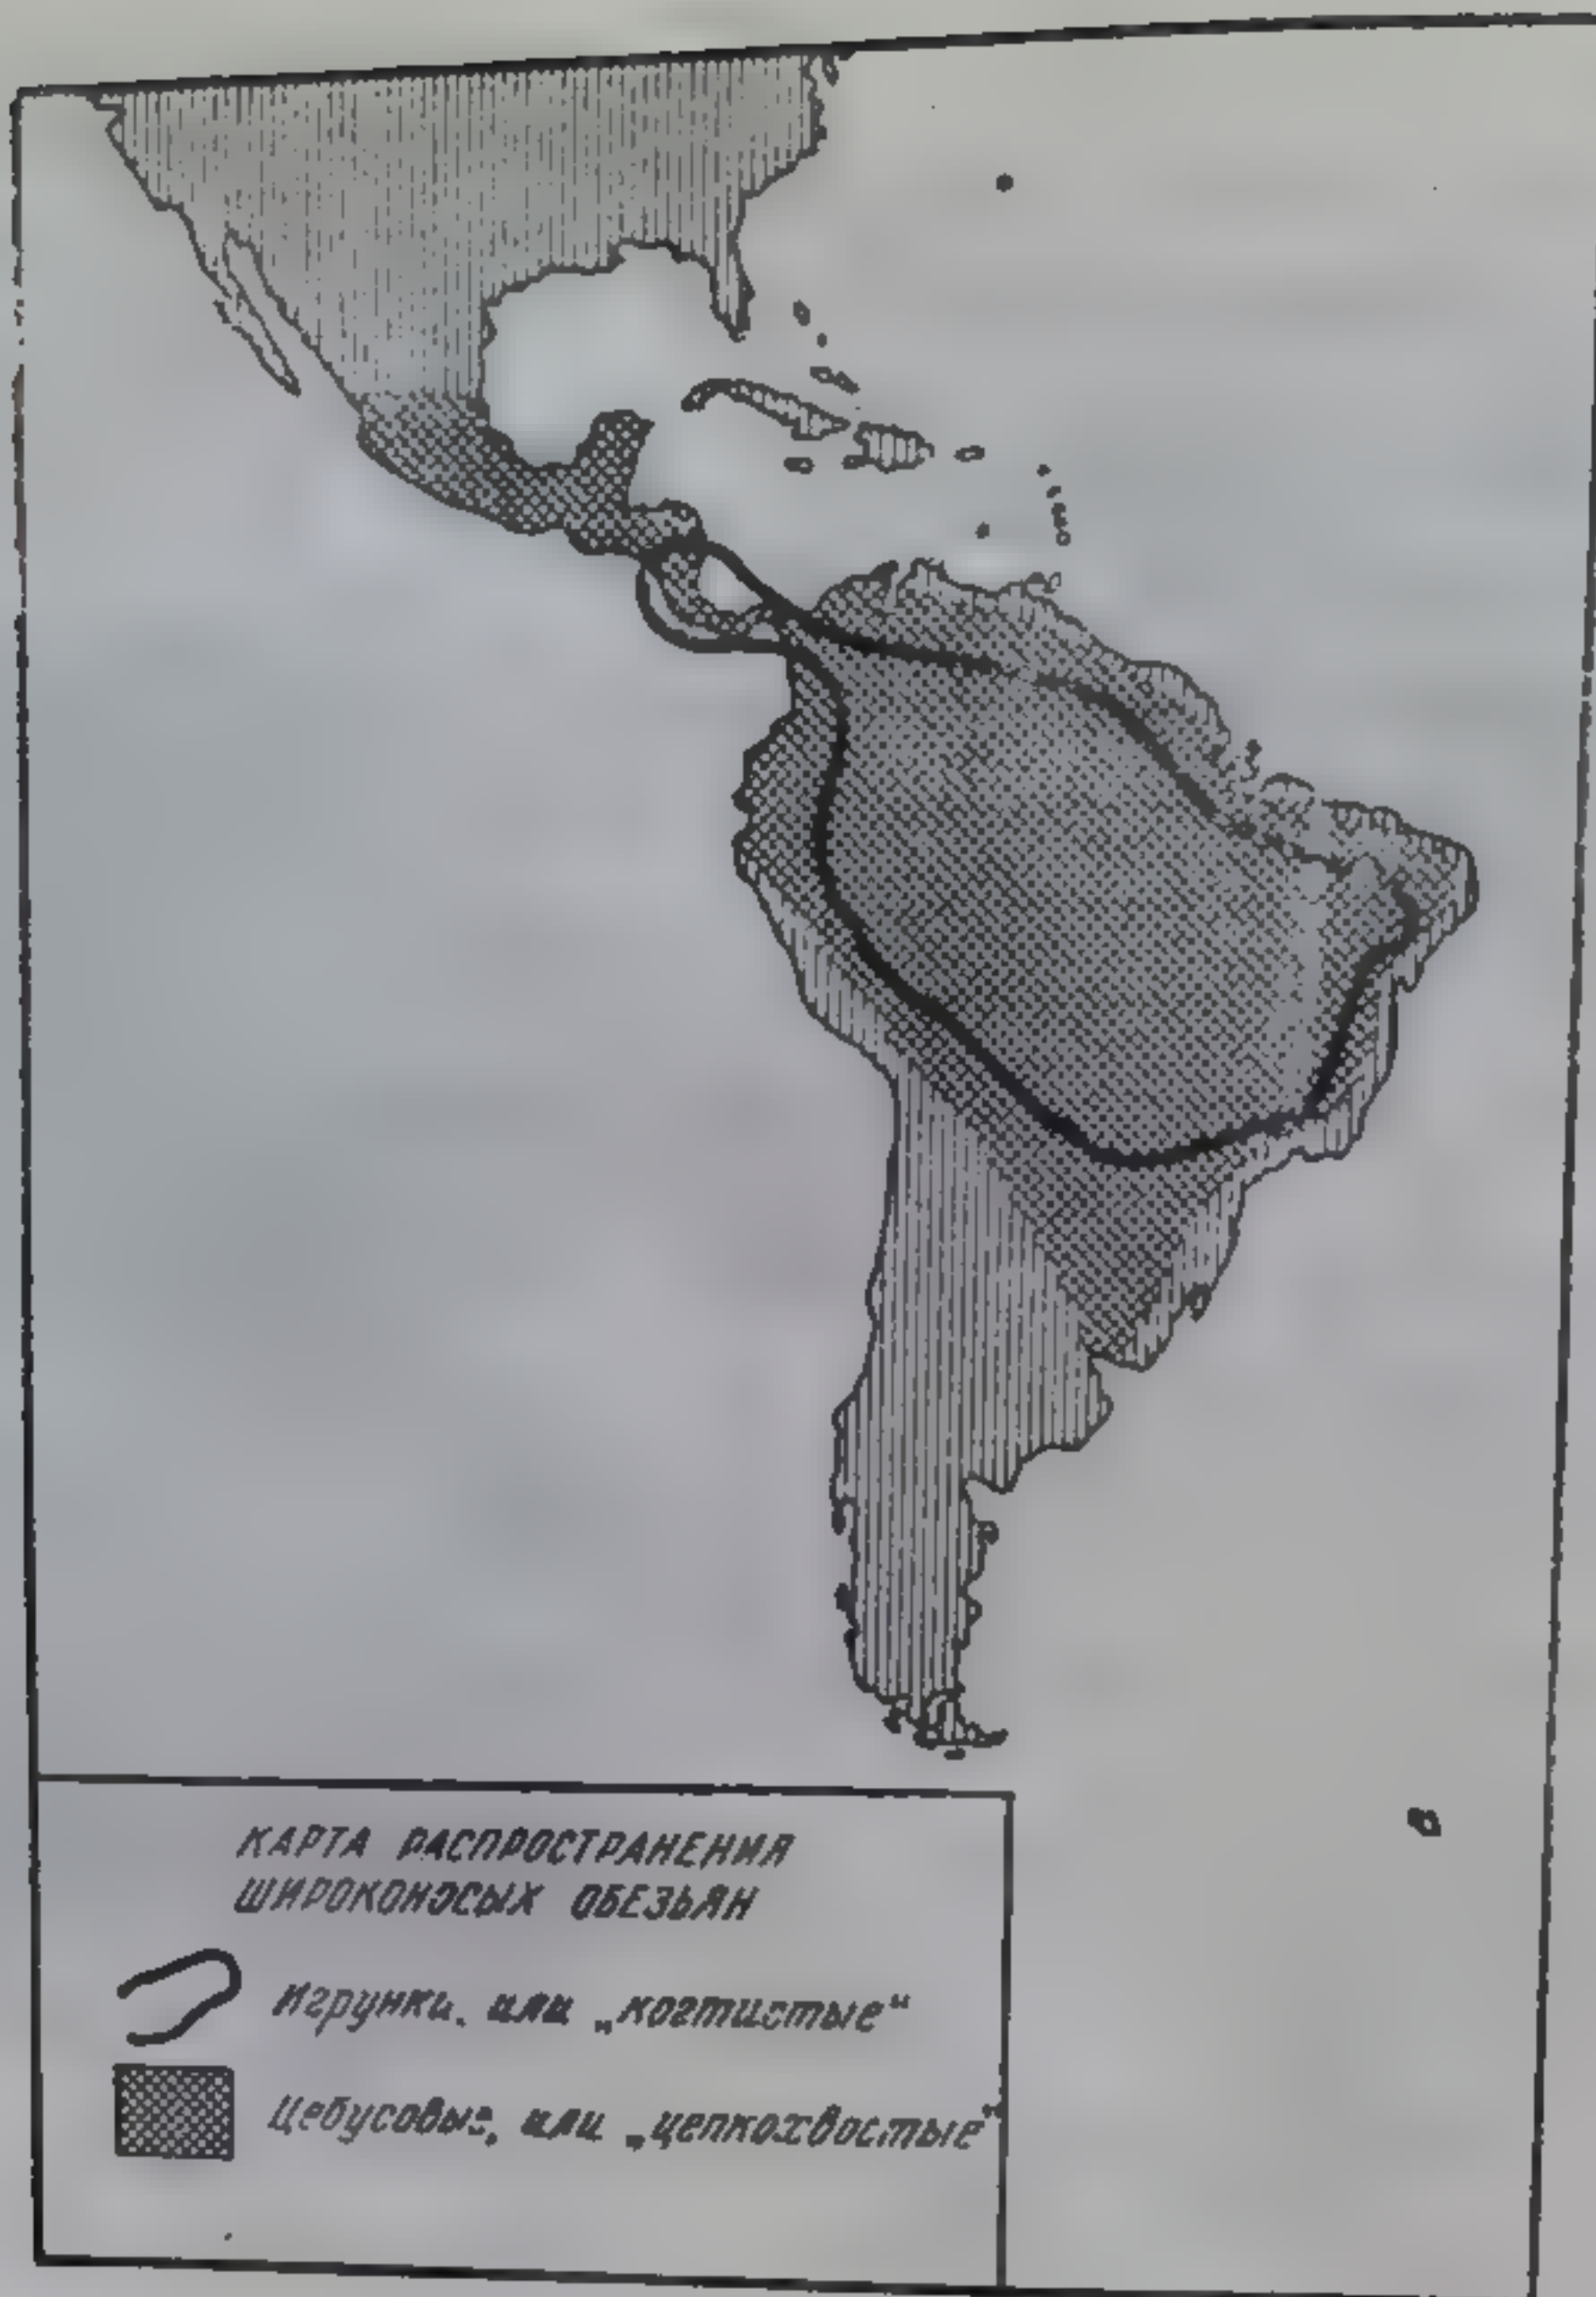 КАРТА РАСПРОСТРАНЕНИЯ
ШИРОКОНОСЫХ ОБЕЗЬЯН
Игрунки, или „когтистые“
Цебусовые, или „цепкохвостые“